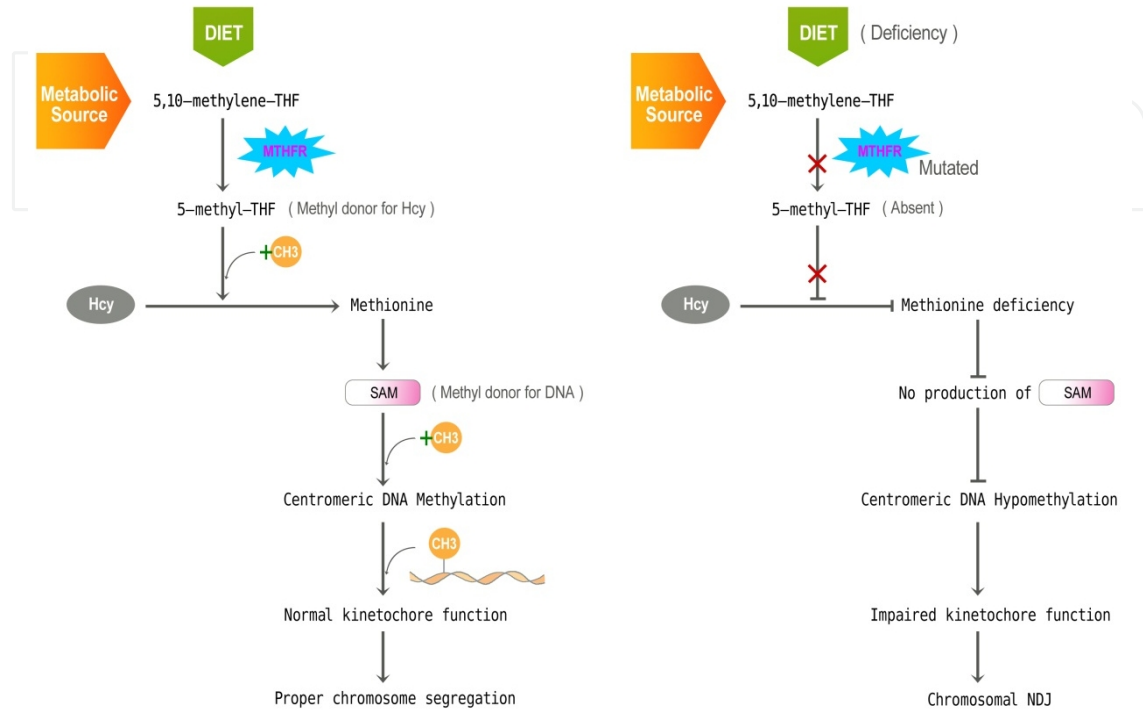 DIET
Metabolic
Source
5,10–methylene–THF
MTHFR
5–methyl–THF ( Methyl donor for Hcy )
+CH3
Hcy
Methionine
SAM ( Methyl donor for DNA )
+CH3
Centromeric DNA Methylation
CH3
Normal kinetochore function
Proper chromosome segregation
DIET ( Deficiency )
Metabolic
Source
5,10–methylene–THF
MTHFR Mutated
5–methyl–THF ( Absent )
Hcy
Methionine deficiency
No production of SAM
Centromeric DNA Hypomethylation
Impaired kinetochore function
Chromosomal NDJ